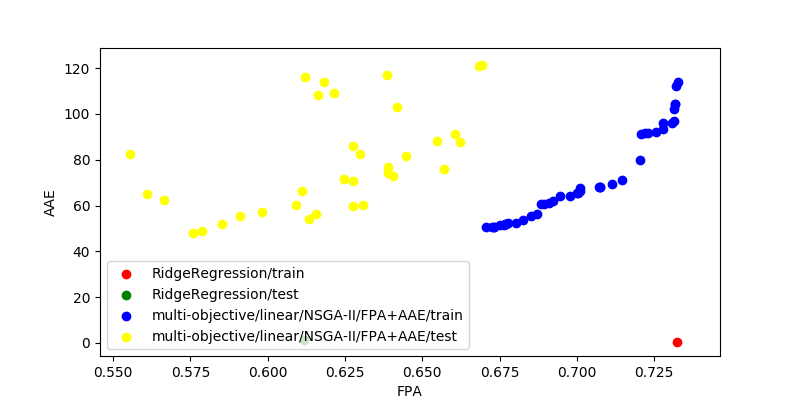 120
100
80
60
40
20
0
AAE
RidgeRegression/train
RidgeRegression/test
multi-objective/linear/NSGA-II/FPA+AAE/train
multi-objective/linear/NSGA-II/FPA+AAE/test
0.550 0.575 0.600 0.625 0.650 0.675 0.700 0.725
FPA